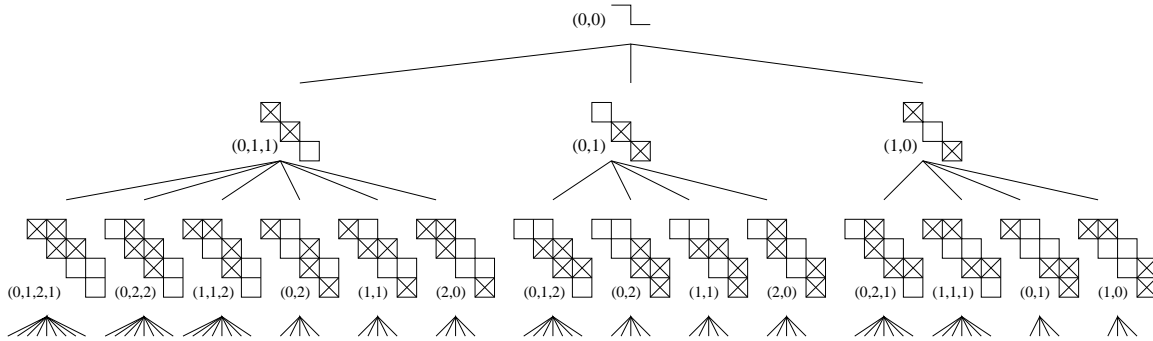 (0,0)
(0,1,1) (0,1) (1,0)
(0,1,2,1) (0,2,2) (1,1,2) (0,2) (1,1) (2,0) (0,1,2) (0,2) (1,1) (2,0) (0,2,1) (1,1,1) (0,1) (1,0)